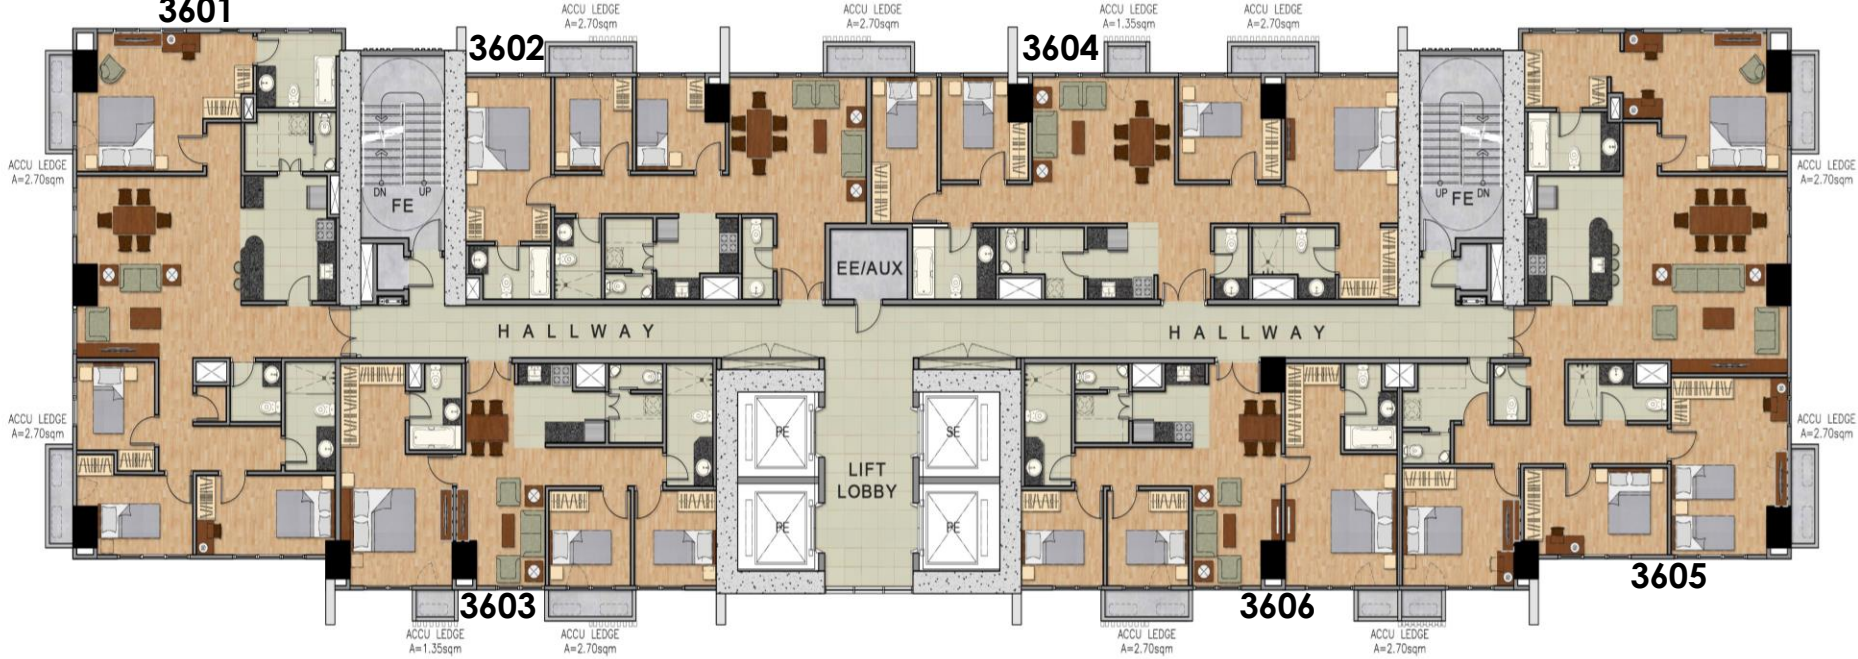 3601
ACCU LEDGE
A=2.70sqm
ACCU LEDGE
A=2.70sqm
ACCU LEDGE
A=1.35sqm
ACCU LEDGE
A=2.70sqm
3602
3604
ACCU LEDGE
A=2.70sqm
ACCU LEDGE
A=2.70sqm
DN
UP
FE
UP
DN
FE
EE/AUX
HALLWAY
HALLWAY
ACCU LEDGE
A=2.70sqm
ACCU LEDGE
A=2.70sqm
PE
SE
LIFT
LOBBY
PE
PE
3605
3603
3606
ACCU LEDGE
A=1.35sqm
ACCU LEDGE
A=2.70sqm
ACCU LEDGE
A=2.70sqm
ACCU LEDGE
A=2.70sqm